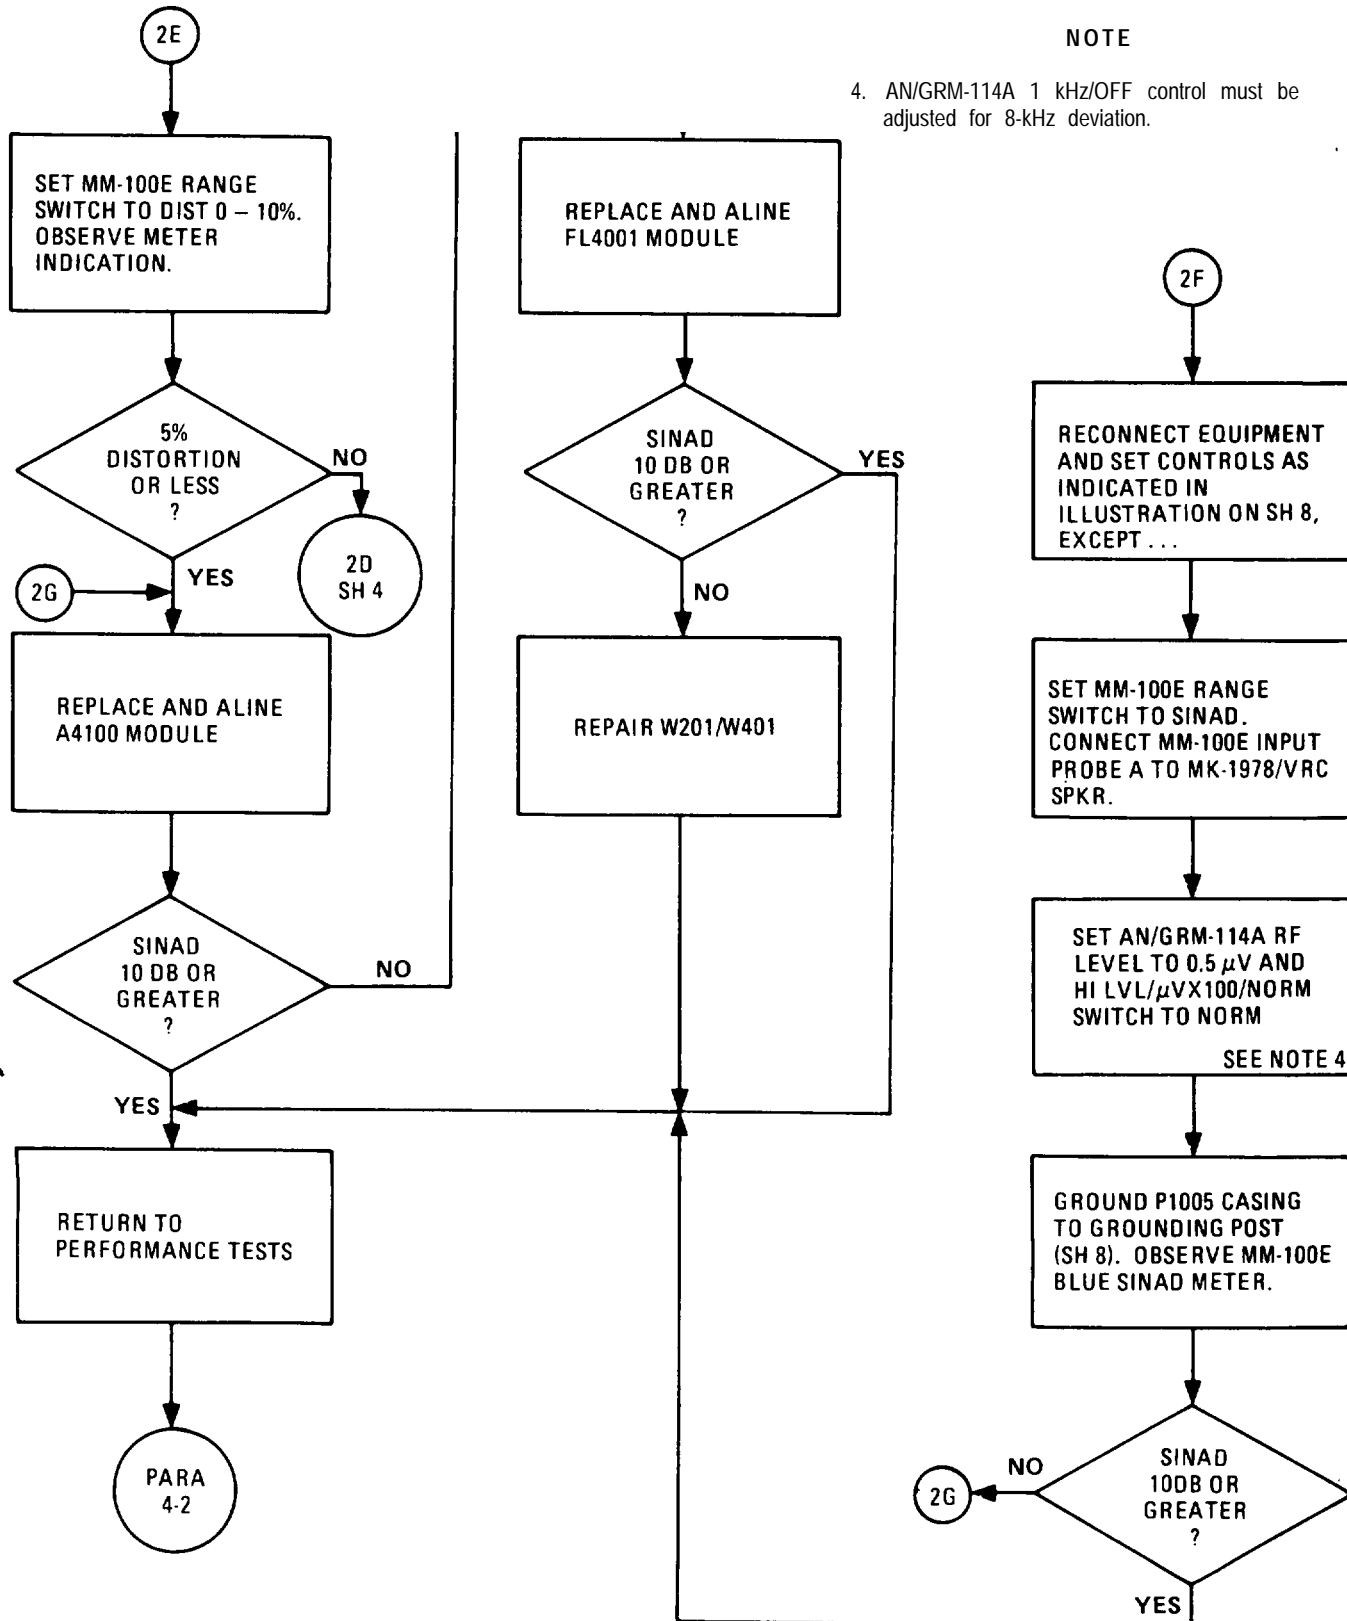 2E
SET MM-100E RANGE
SWITCH TO DIST 0 – 10%.
OBSERVE METER
INDICATION.
5%
DISTORTION
OR LESS
?
NO
2D
SH 4
YES
2G
REPLACE AND ALINE
A4100 MODULE
SINAD
10 DB OR
GREATER
?
NO
YES
RETURN TO
PERFORMANCE TESTS
PARA
4-2
REPLACE AND ALINE
FL4001 MODULE
SINAD
10 DB OR
GREATER
?
YES
NO
REPAIR W201/W401
NOTE
4. AN/GRM-114A 1 kHz/OFF control must be
adjusted for 8-kHz deviation.
2F
RECONNECT EQUIPMENT
AND SET CONTROLS AS
INDICATED IN
ILLUSTRATION ON SH 8,
EXCEPT ...
SET MM-100E RANGE
SWITCH TO SINAD.
CONNECT MM-100E INPUT
PROBE A TO MK-1978/VRC
SPKR.
SET AN/GRM-114A RF
LEVEL TO 0.5 μV AND
HI LVL/μVX100/NORM
SWITCH TO NORM
SEE NOTE 4
GROUND P1005 CASING
TO GROUNDING POST
(SH 8). OBSERVE MM-100E
BLUE SINAD METER.
SINAD
10DB OR
GREATER
?
NO
2G
YES